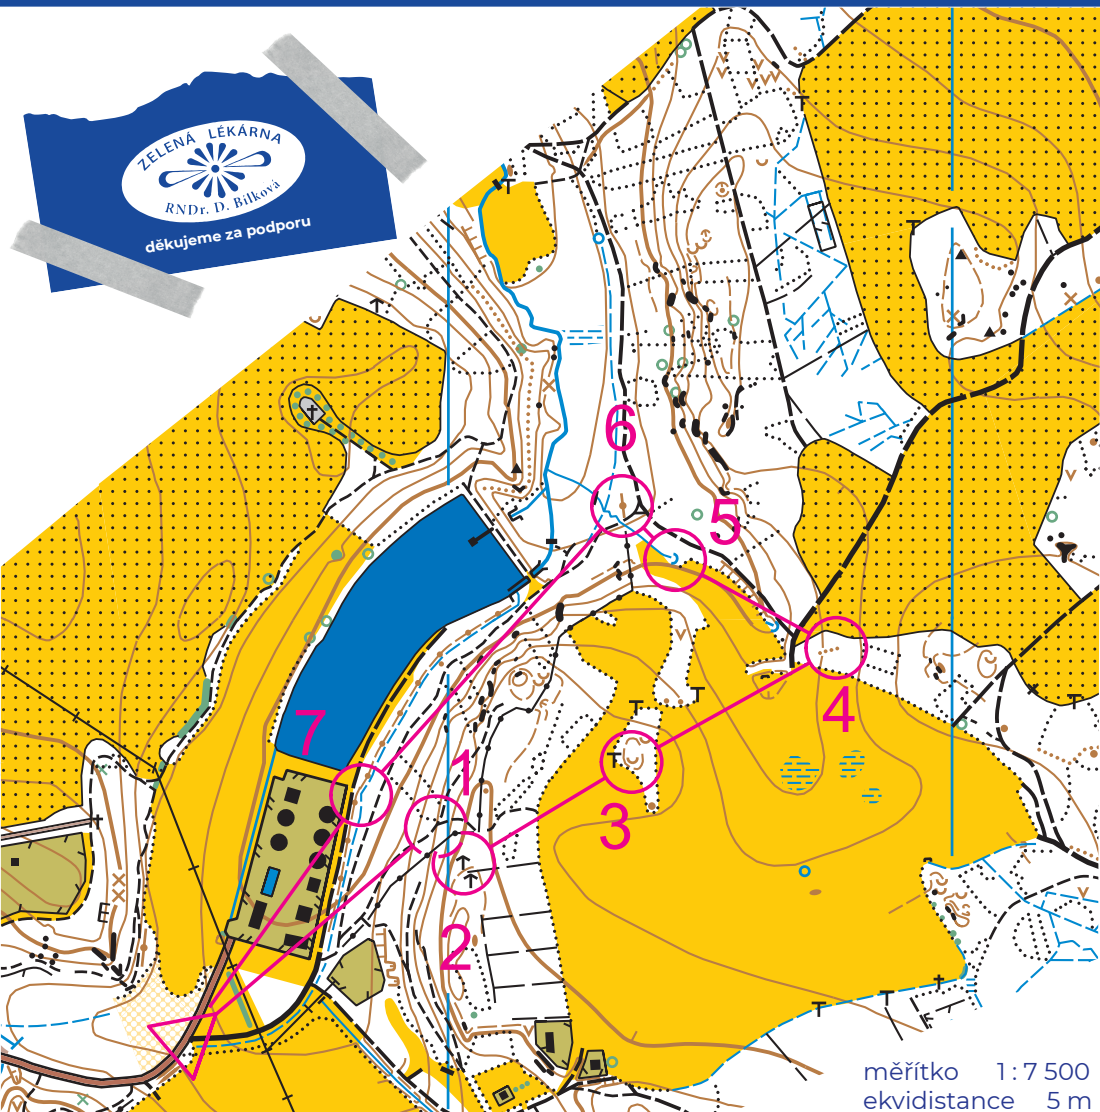 ZELENÁ LÉKÁRNA
RNDr. D. Bílková
děkujeme za podporu
6
5
7
1
4
3
2
měřítko 1:7 500
ekvidistance 5 m